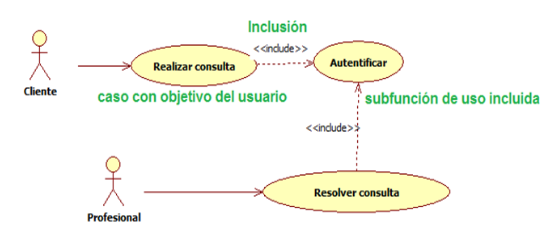 Inclusión
<<include>>
Realizar consulta
Autentificar
Cliente
caso con objetivo del usuario
subfunción de uso incluida
<<include>>
Resolver consulta
Profesional